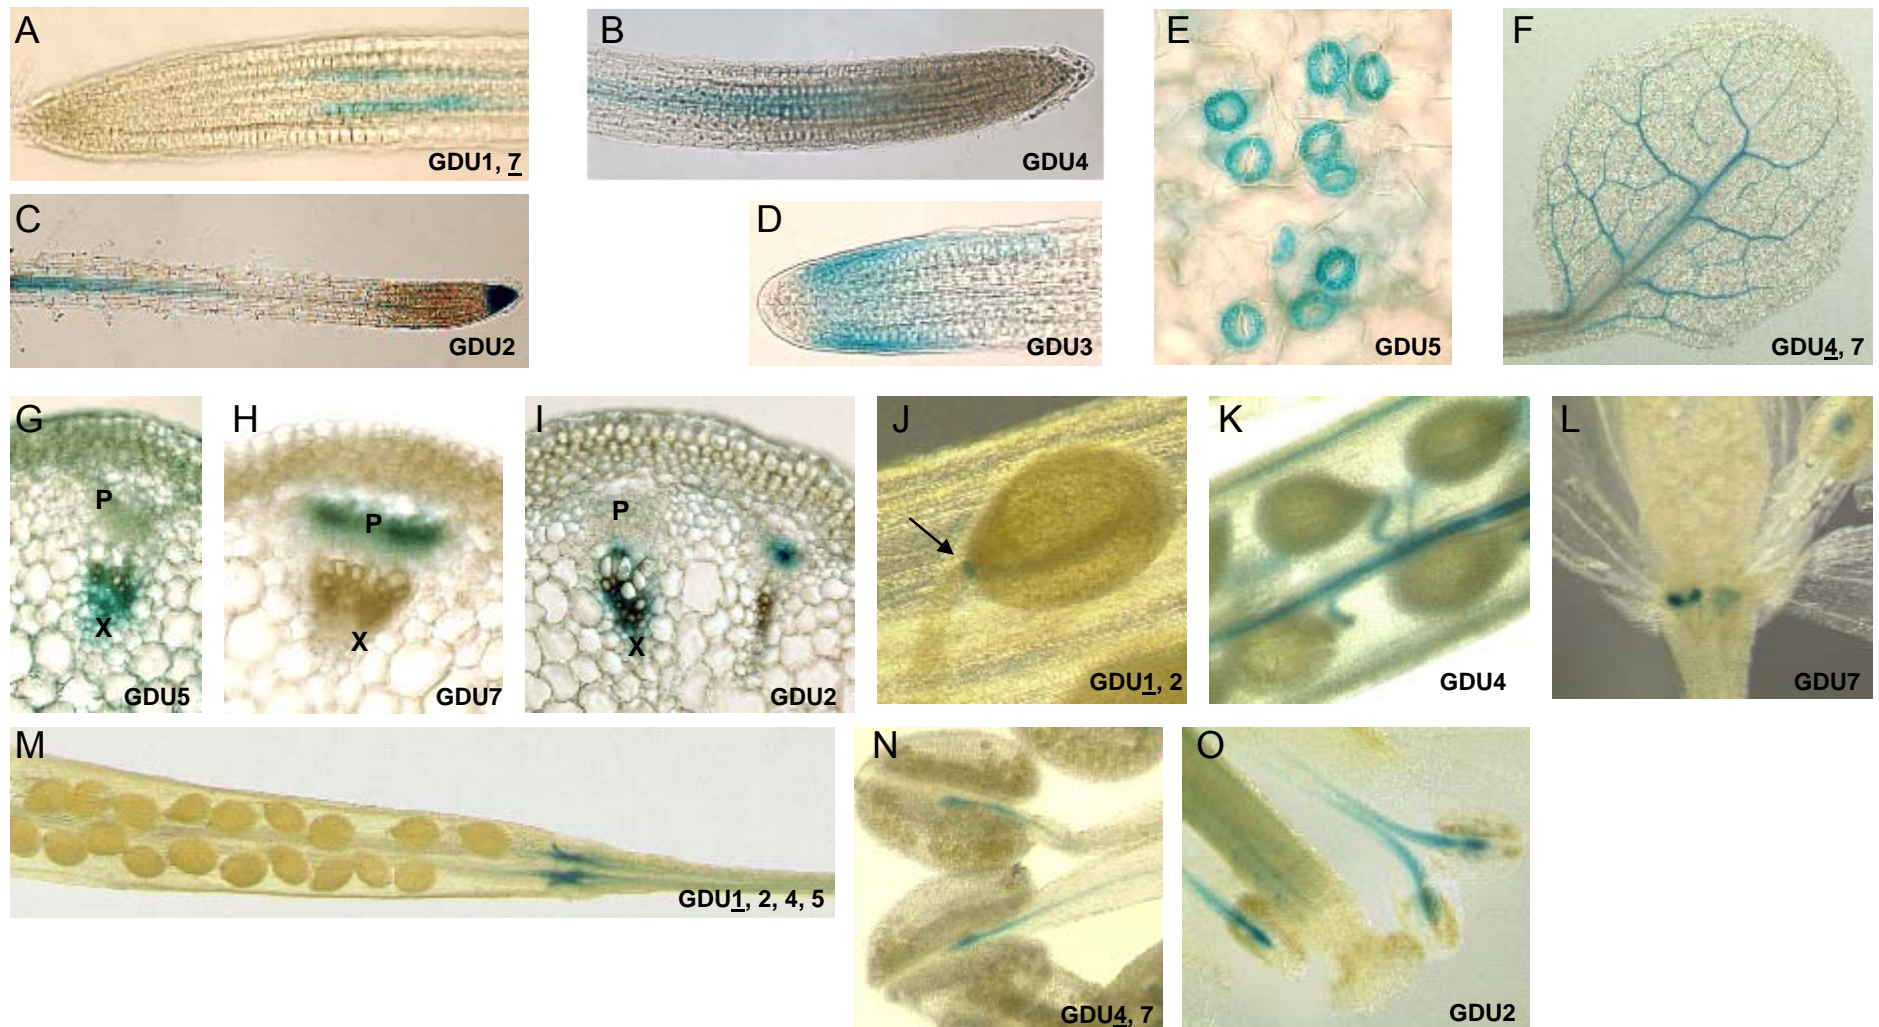 A
GDU1, 7
B
GDU4
C
GDU2
D
GDU3
E
GDU5
F
GDU4, 7
G
P
X
GDU5
H
P
X
GDU7
I
P
X
GDU2
J
GDU1, 2
K
GDU4
L
GDU7
M
GDU1, 2, 4, 5
N
GDU4, 7
O
GDU2